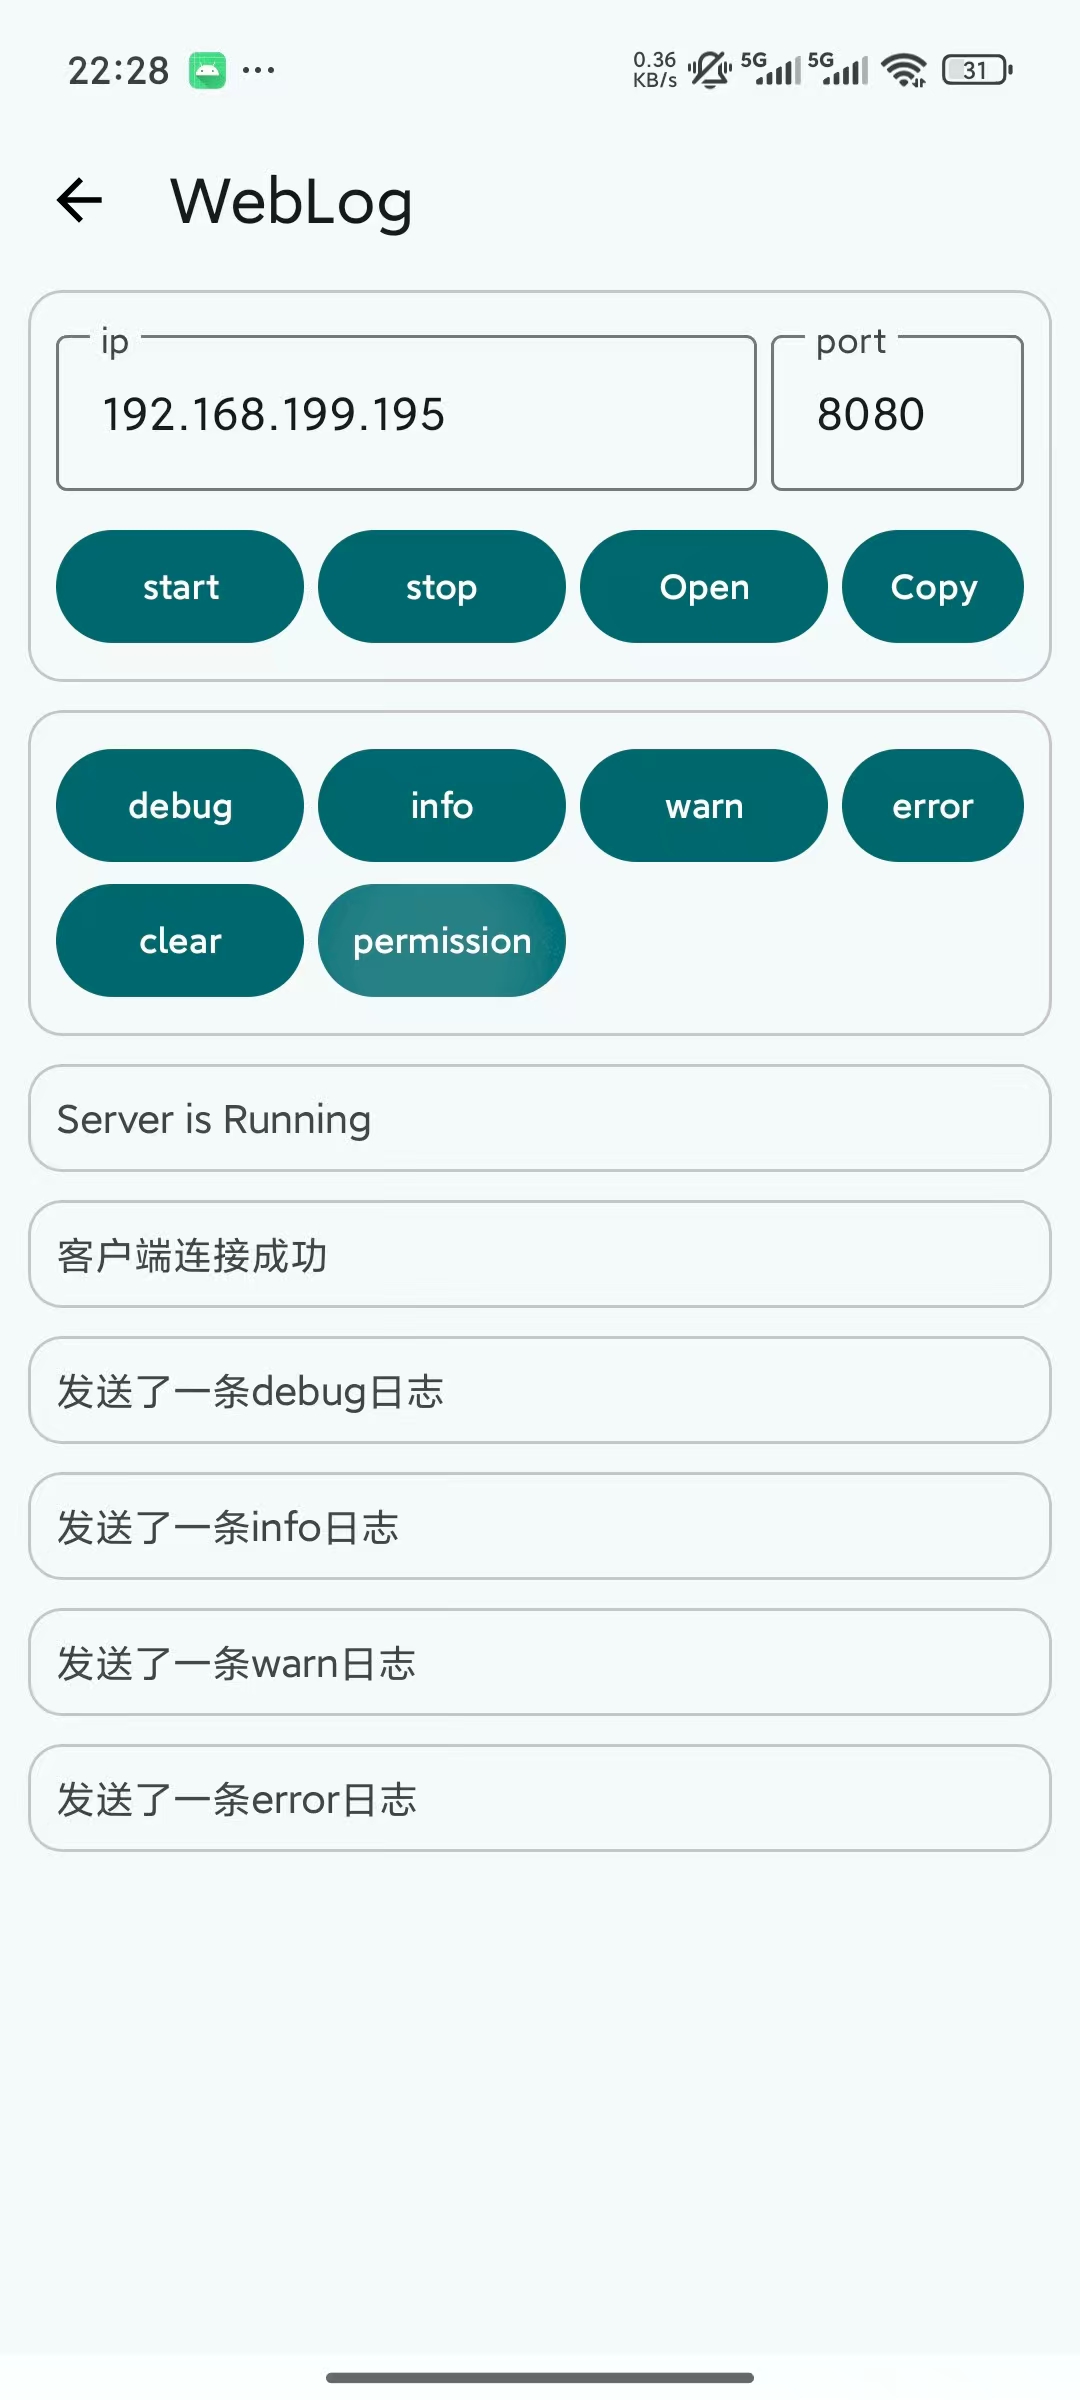 22:28 ... 0.36 KB/s 5G 5G 31
WebLog
ip port
192.168.199.195 8080
start stop Open Copy
debug info warn error
clear permission
Server is Running
客户端连接成功
发送了一条debug日志
发送了一条info日志
发送了一条warn日志
发送了一条error日志